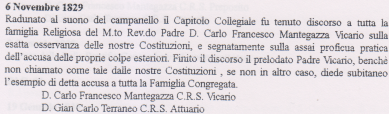 6 Novembre 1829
Radunato al suono del campanello il Capitolo Collegiale fu tenuto discorso a tutta la
famiglia Religiosa del M.to Rev.do Padre D. Carlo Francesco Mantegazza Vicario sulla
esatta osservanza delle nostre Costituzioni, e segnatamente sulla assai proficua pratica
dell'accusa delle proprie colpe esteriori. Finito il discorso il prelodato Padre Vicario, benchè
non chiamato come tale dalle nostre Costituzioni , se non in altro caso, diede subitaneo
l'esempio di detta accusa a tutta la Famiglia Congregata.
D. Carlo Francesco Mantegazza C.R.S. Vicario
D. Gian Carlo Terraneo C.R.S. Attuario